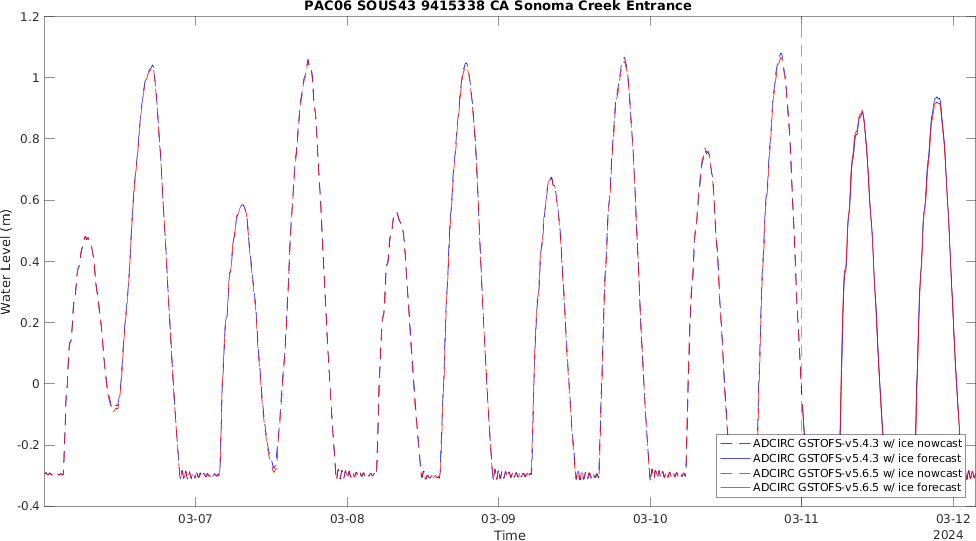 PAC06 SOUS43 9415338 CA Sonoma Creek Entrance
1.2
1
0.8
0.6
0.4
0.2
0
-0.2
-0.4
Water Level (m)
ADCIRC GSTOFS-v5.4.3 w/ ice nowcast
ADCIRC GSTOFS-v5.4.3 w/ ice forecast
ADCIRC GSTOFS-v5.6.5 w/ ice nowcast
ADCIRC GSTOFS-v5.6.5 w/ ice forecast
03-07 03-08 03-09 03-10 03-11 03-12
Time 2024